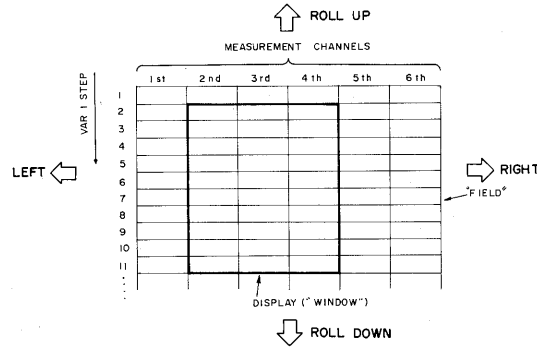 ROLL UP
MEASUREMENT CHANNELS
1st 2nd 3rd 4th 5th 6th
VAR 1 STEP
1
2
3
4
5
6
7
8
9
10
11
LEFT
RIGHT
"FIELD"
DISPLAY ("WINDOW")
ROLL DOWN